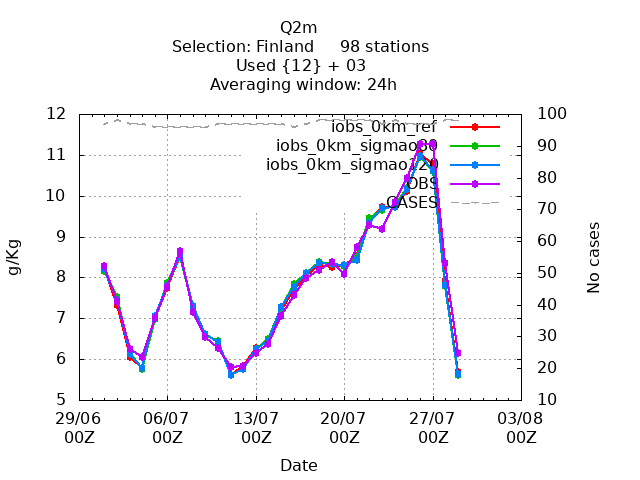 Q2m
Selection: Finland 98 stations
Used {12} + 03
Averaging window: 24h
12
11
10
9
8
7
6
5
100
90
80
70
60
50
40
30
20
10
iobs_0km_ref
iobs_0km_sigmao80
iobs_0km_sigmao120
OBS
CASES
g/Kg
No cases
29/06 06/07 13/07 20/07 27/07 03/08
00Z 00Z 00Z 00Z 00Z 00Z
Date